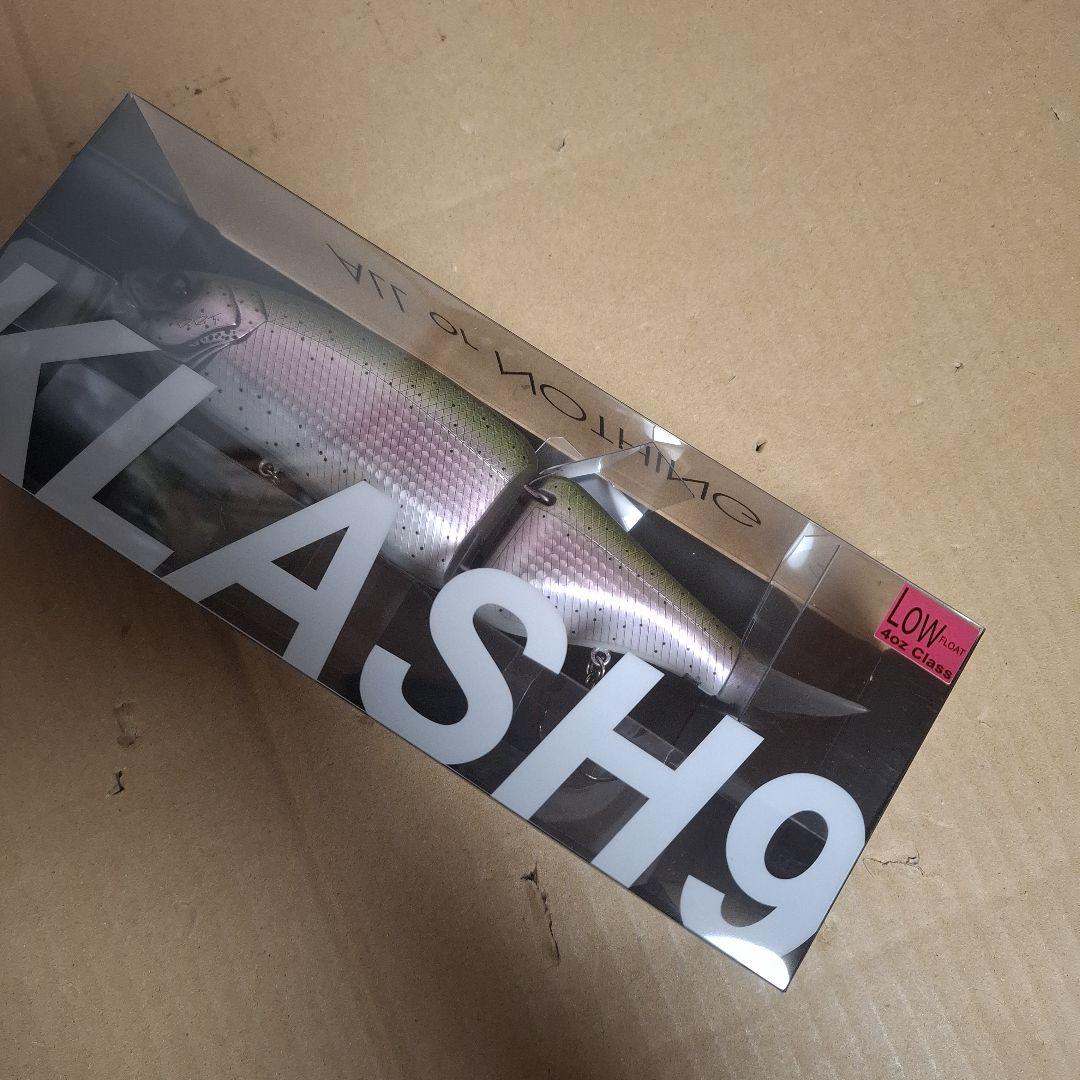 ALL or NOTHING
KLASH9
LOW FLOAT
4oz Class